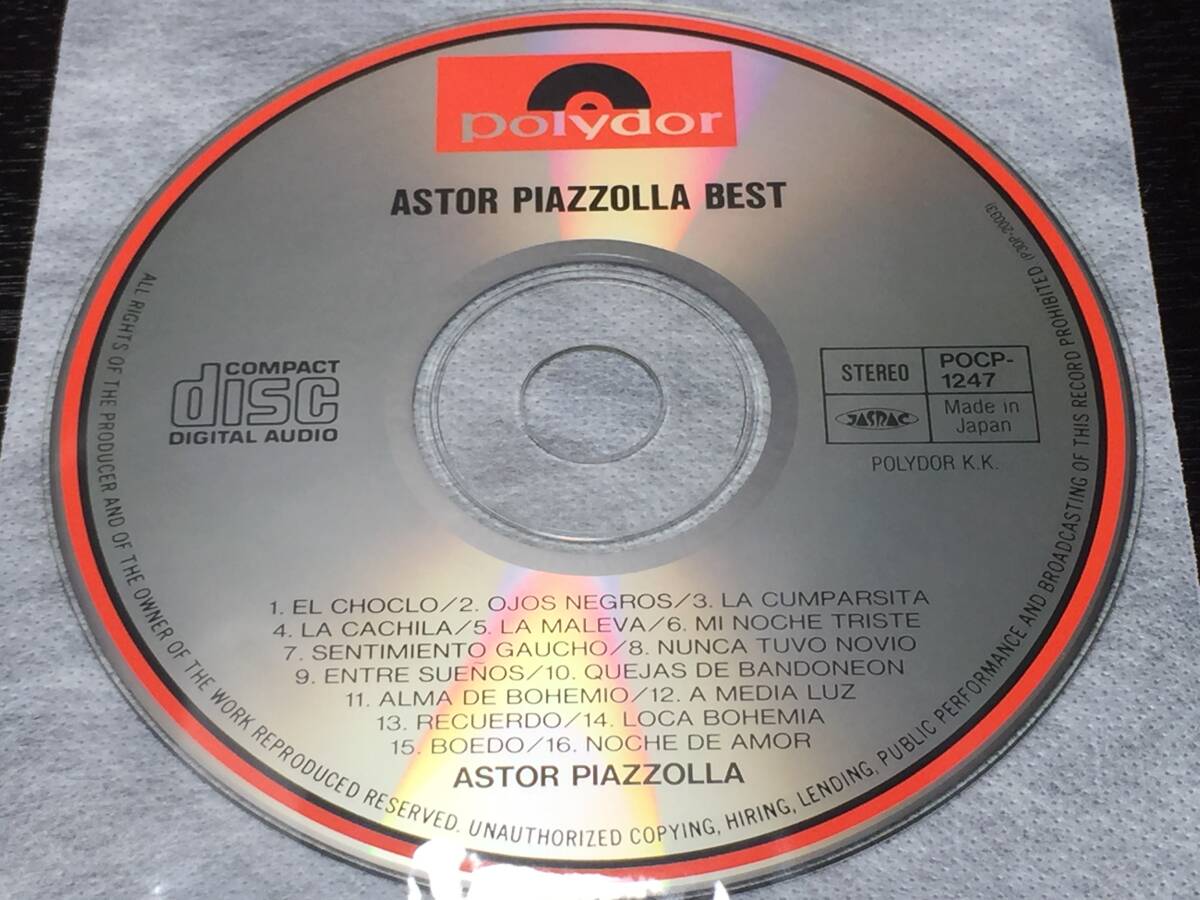 polydor
ASTOR PIAZZOLLA BEST
COMPACT
disc
DIGITAL AUDIO
STEREO
POCP-
1247
JASRAC
Made in
Japan
POLYDOR K.K.
1. EL CHOCLO/2. OJOS NEGROS/3. LA CUMPARSITA
4. LA CACHILA/5. LA MALEVA/6. MI NOCHE TRISTE
7. SENTIMIENTO GAUCHO/8. NUNCA TUVO NOVIO
9. ENTRE SUEÑOS/10. QUEJAS DE BANDONEON
11. ALMA DE BOHEMIO/12. A MEDIA LUZ
13. RECUERDO/14. LOCA BOHEMIA
15. BOEDO/16. NOCHE DE AMOR
ASTOR PIAZZOLLA
ALL RIGHTS OF THE PRODUCER AND OF THE OWNER OF THE WORK REPRODUCED RESERVED. UNAUTHORIZED COPYING, HIRING, LENDING, PUBLIC PERFORMANCE AND BROADCASTING OF THIS RECORD PROHIBITED. (P30P-20033)